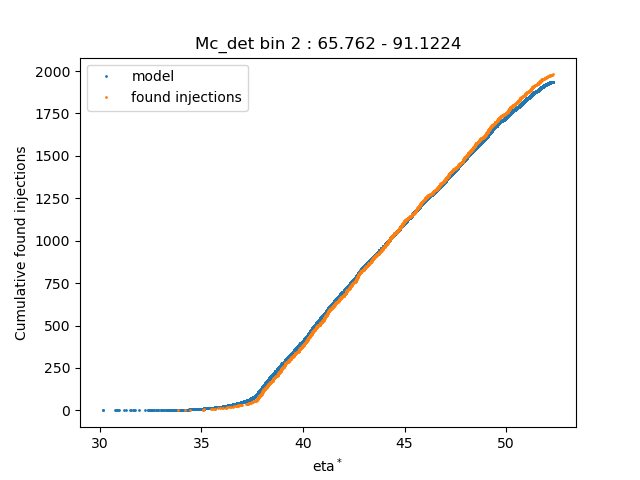 Mc_det bin 2 : 65.762 - 91.1224
model
found injections
Cumulative found injections
2000
1750
1500
1250
1000
750
500
250
0
30 35 40 45 50
eta*